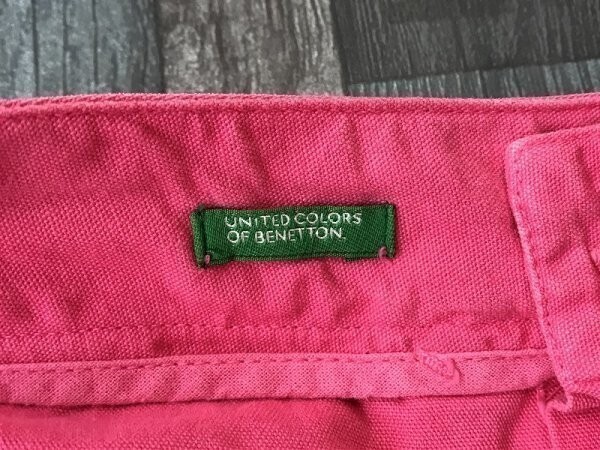 UNITED COLORS
OF BENETTON.